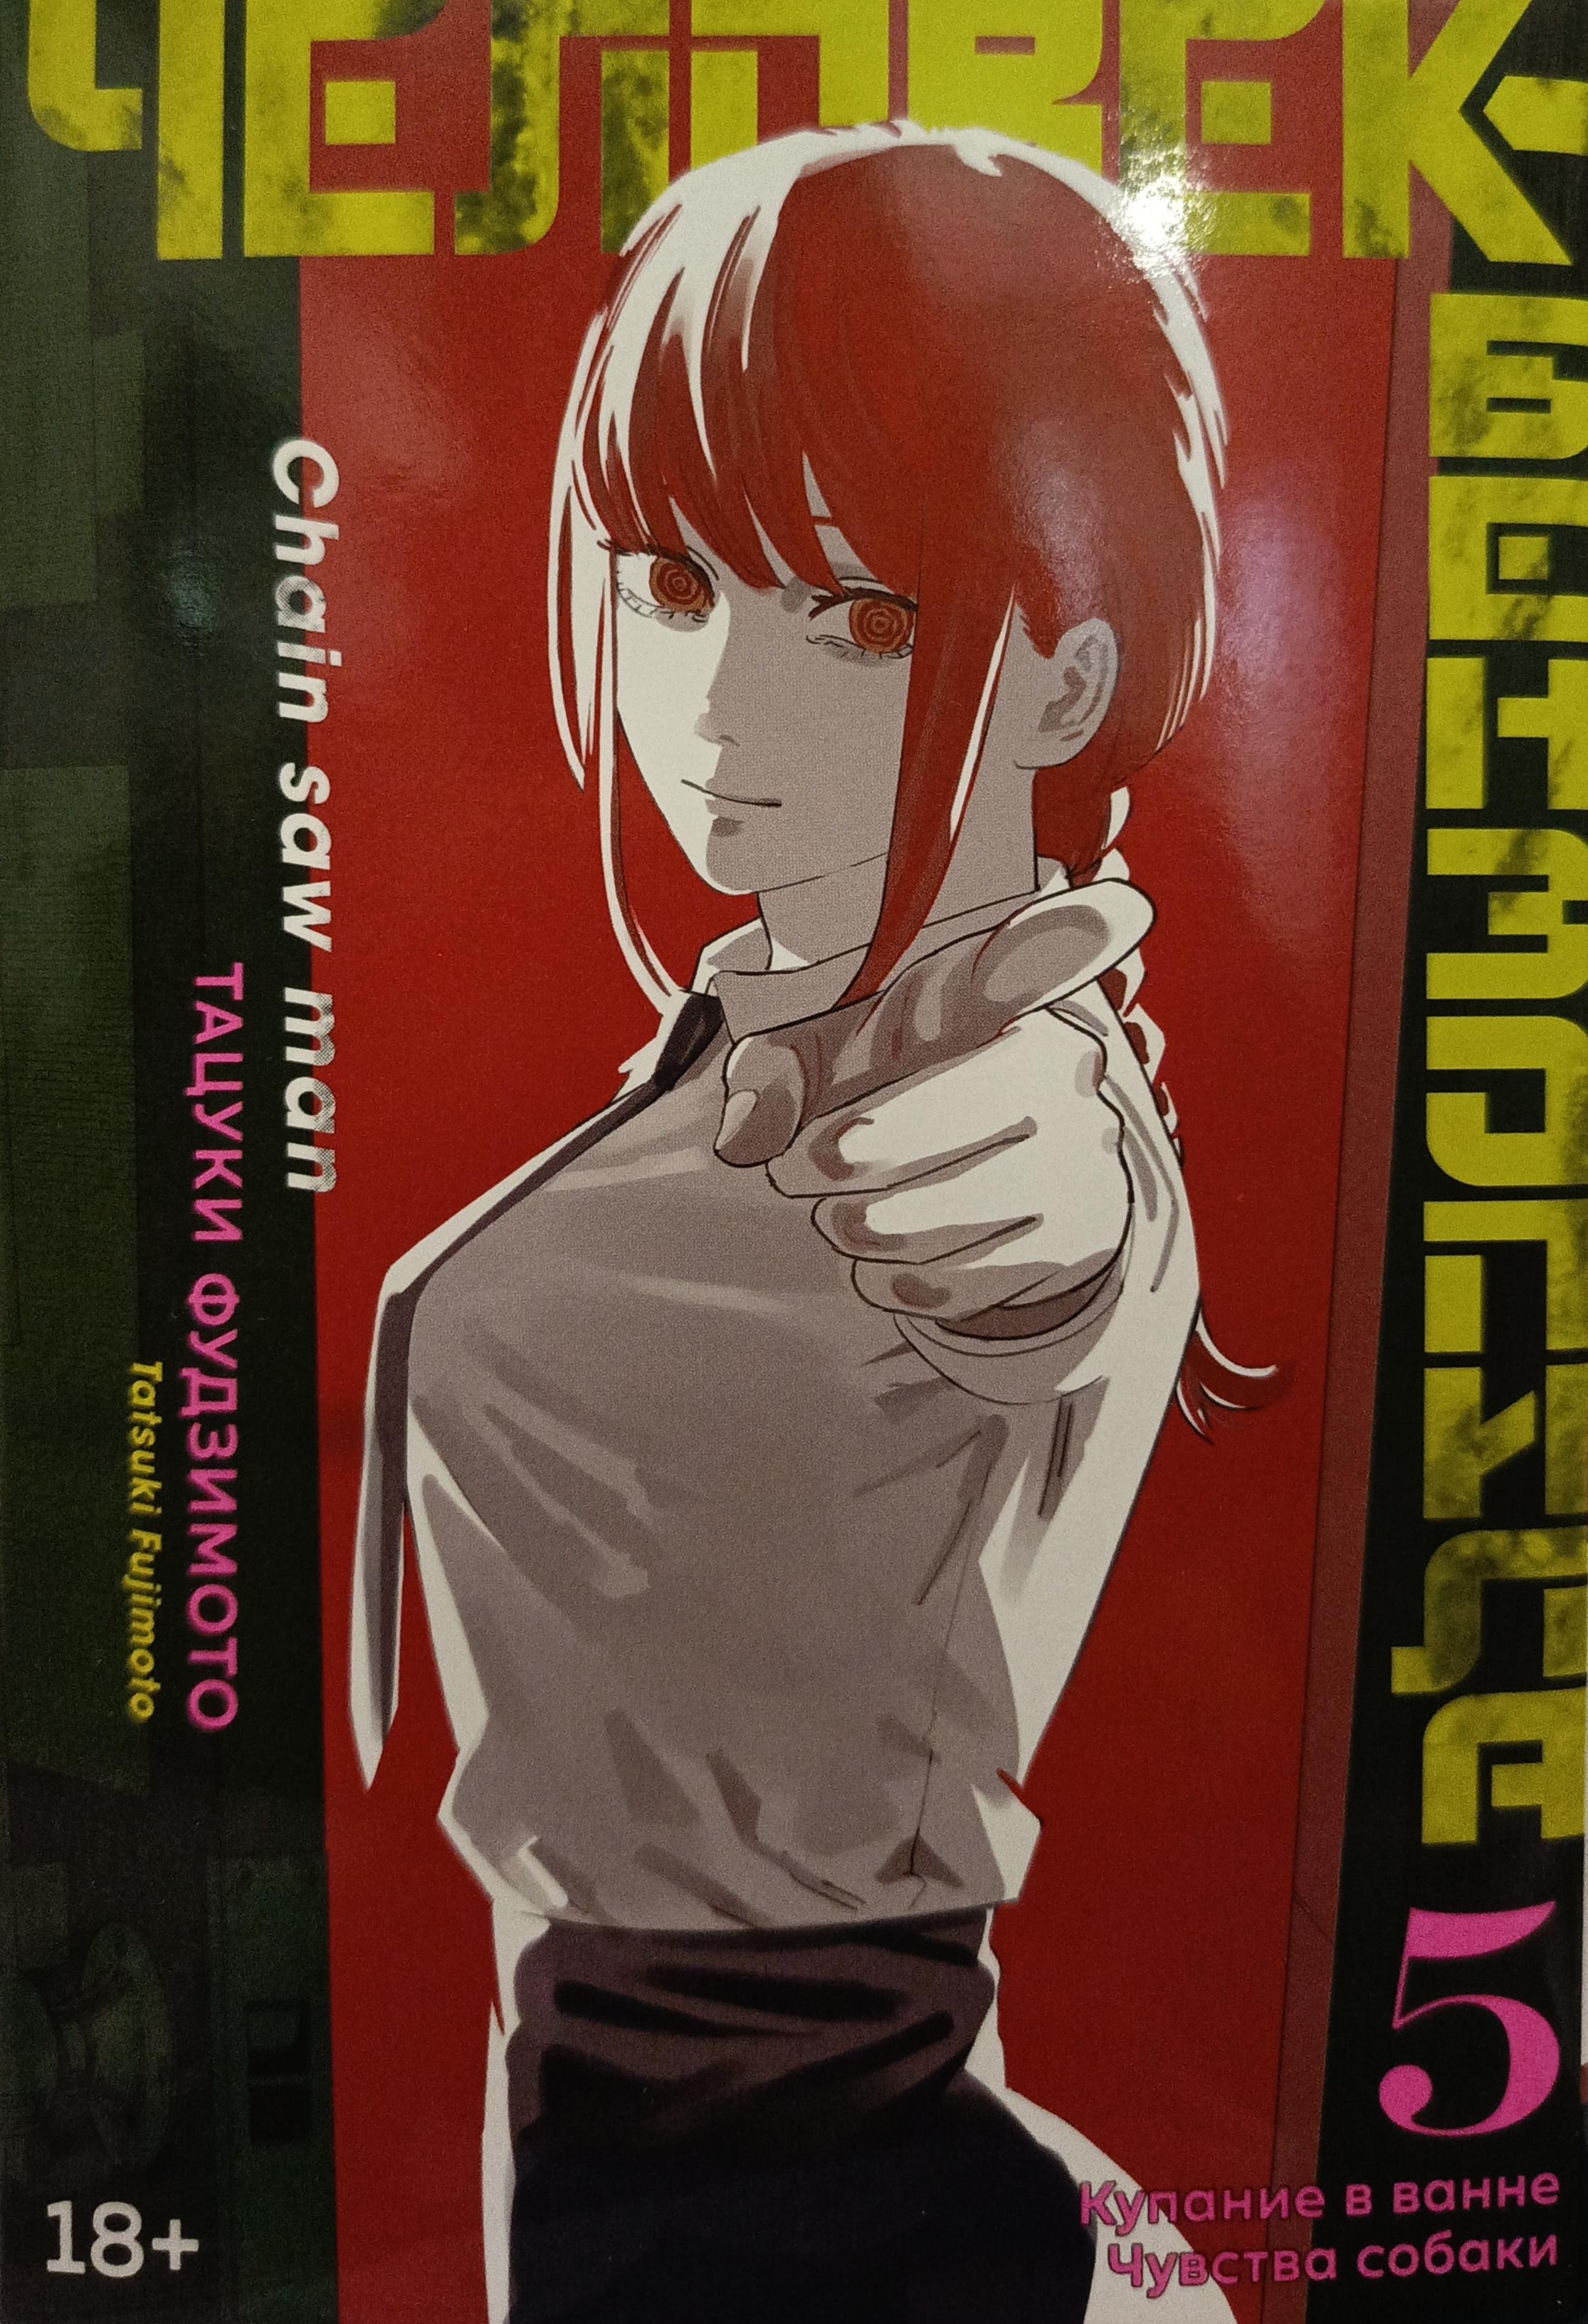 ЧЕЛОВЕК
БЕНЗОПИЛА
chain saw man
ТАЦУКИ ФУДЗИМОТО
Tatsuki Fujimoto
5
Купание в ванне
Чувства собаки
18+